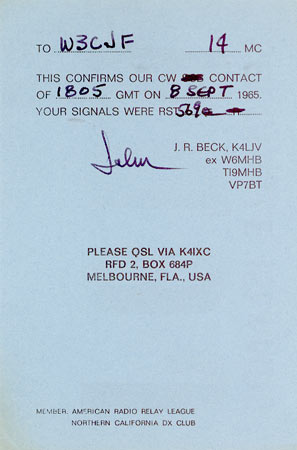 TO W3CJF 14 MC
THIS CONFIRMS OUR CW CONTACT
OF 1805 GMT ON 8 SEPT 1965.
YOUR SIGNALS WERE RST 569
John
J. R. BECK, K4LJV
ex W6MHB
TI9MHB
VP7BT
PLEASE QSL VIA K4IXC
RFD 2, BOX 684P
MELBOURNE, FLA., USA
MEMBER: AMERICAN RADIO RELAY LEAGUE
NORTHERN CALIFORNIA DX CLUB